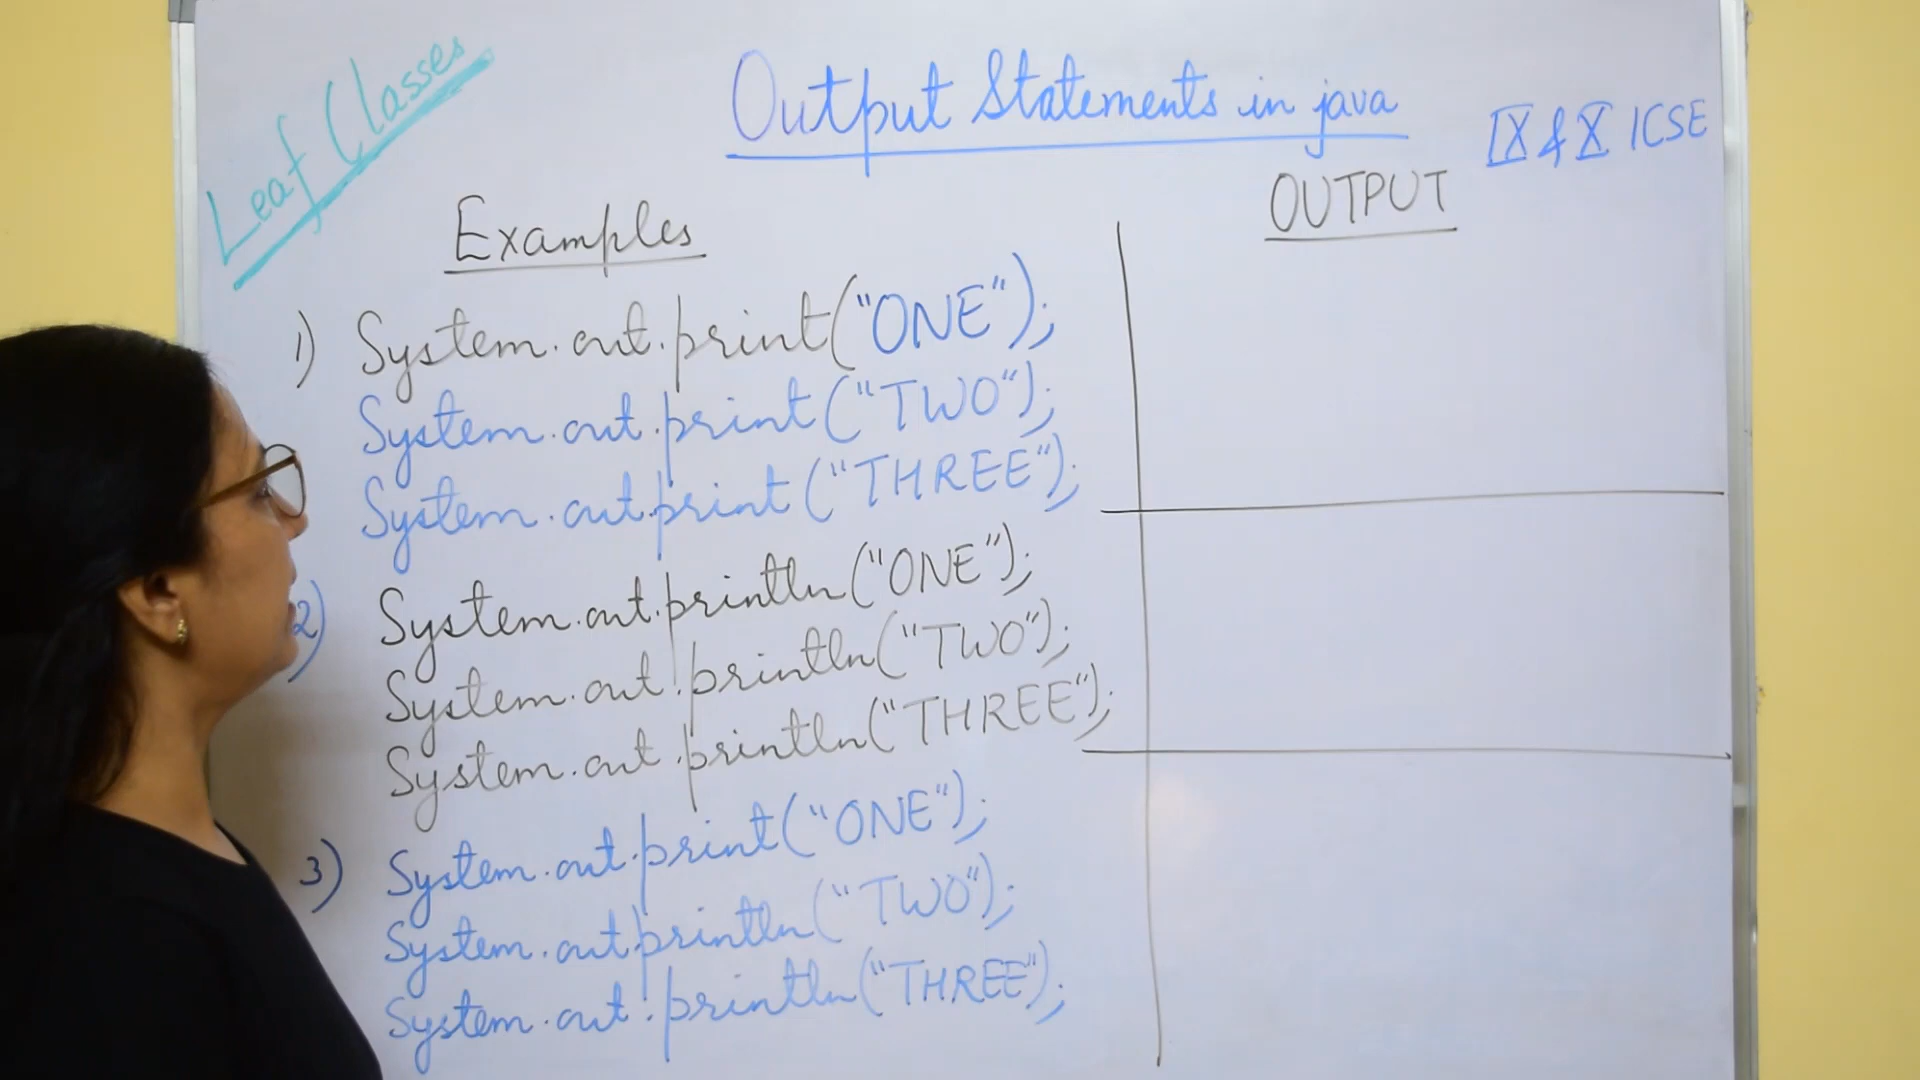 Leaf Classes
Output Statements in java
IX & X ICSE
Examples
OUTPUT
1) System.out.print("ONE");
System.out.print("TWO");
System.out.print("THREE");
2) System.out.println("ONE");
System.out.println("TWO");
System.out.println("THREE");
3) System.out.print("ONE");
System.out.println("TWO");
System.out.println("THREE");